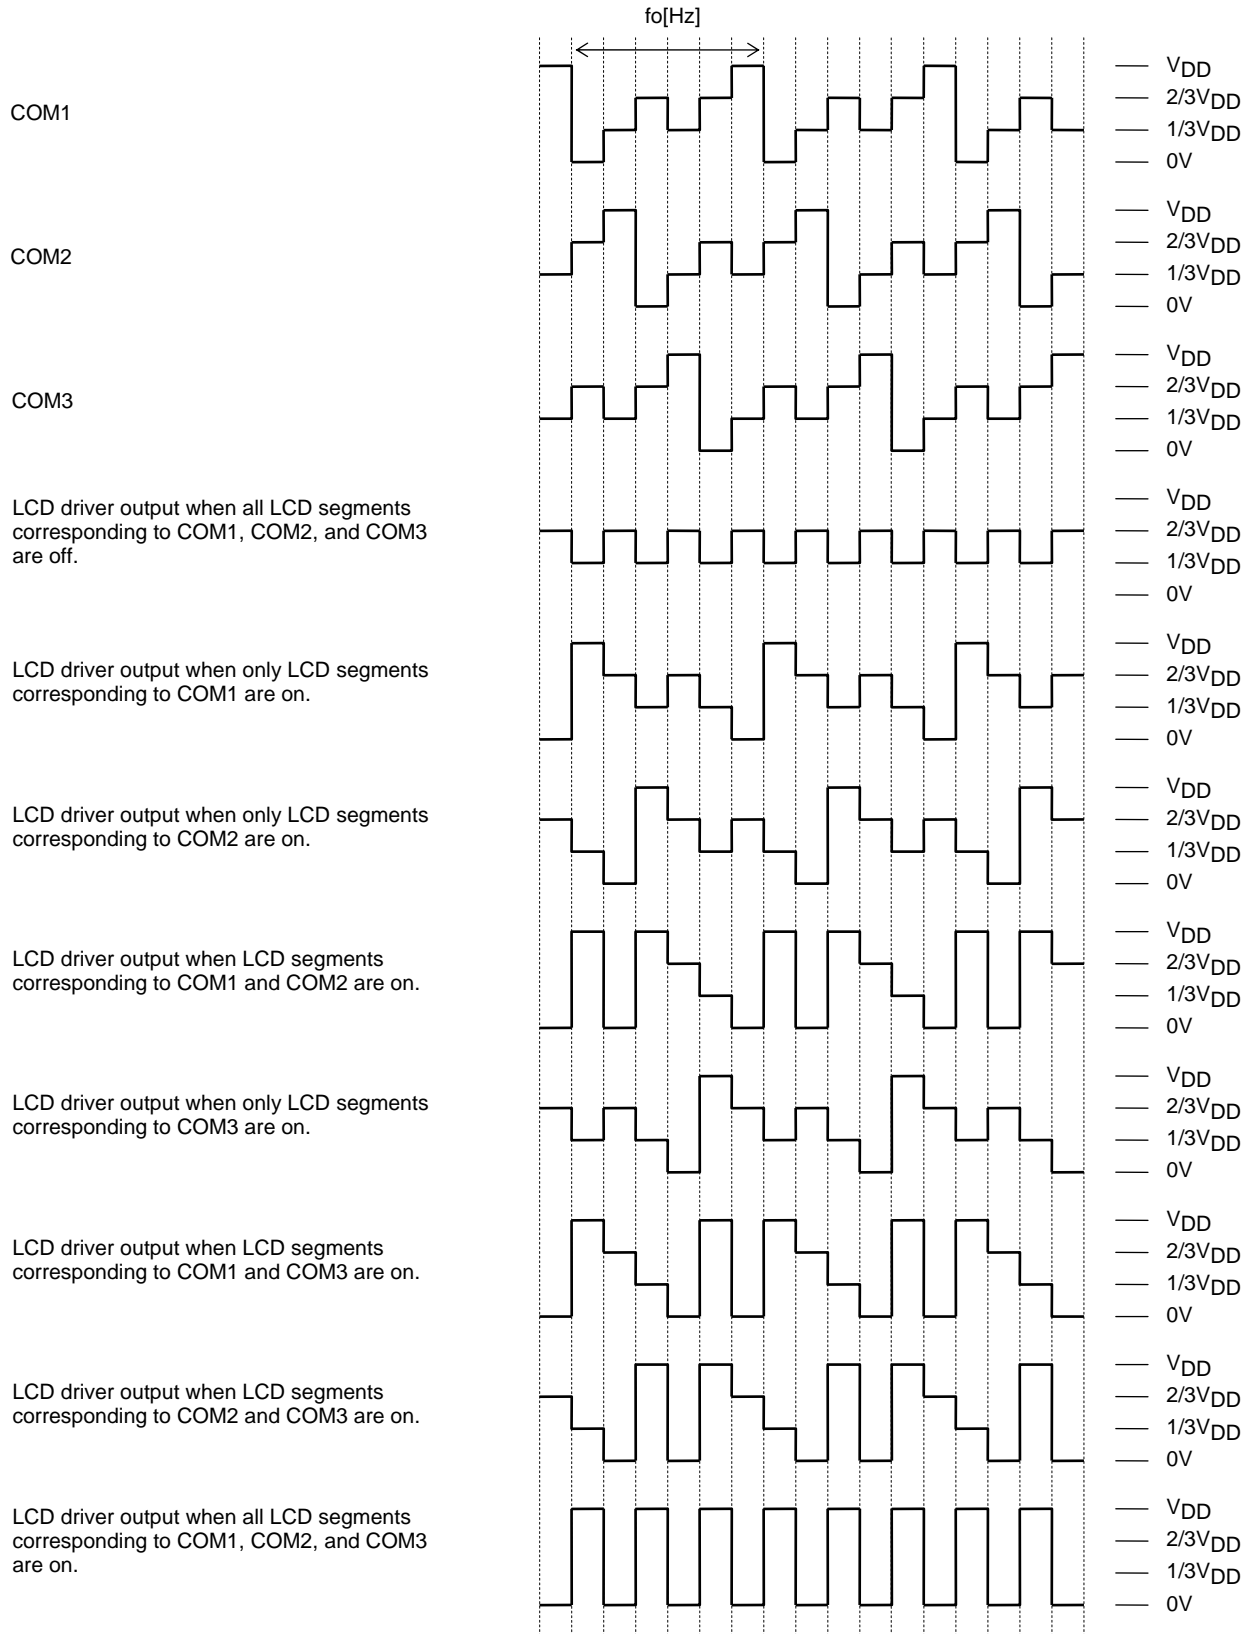 fo[Hz]
COM1
VDD
2/3VDD
1/3VDD
0V
COM2
VDD
2/3VDD
1/3VDD
0V
COM3
VDD
2/3VDD
1/3VDD
0V
LCD driver output when all LCD segments
corresponding to COM1, COM2, and COM3
are off.
VDD
2/3VDD
1/3VDD
0V
LCD driver output when only LCD segments
corresponding to COM1 are on.
VDD
2/3VDD
1/3VDD
0V
LCD driver output when only LCD segments
corresponding to COM2 are on.
VDD
2/3VDD
1/3VDD
0V
LCD driver output when LCD segments
corresponding to COM1 and COM2 are on.
VDD
2/3VDD
1/3VDD
0V
LCD driver output when only LCD segments
corresponding to COM3 are on.
VDD
2/3VDD
1/3VDD
0V
LCD driver output when LCD segments
corresponding to COM1 and COM3 are on.
VDD
2/3VDD
1/3VDD
0V
LCD driver output when LCD segments
corresponding to COM2 and COM3 are on.
VDD
2/3VDD
1/3VDD
0V
LCD driver output when all LCD segments
corresponding to COM1, COM2, and COM3
are on.
VDD
2/3VDD
1/3VDD
0V